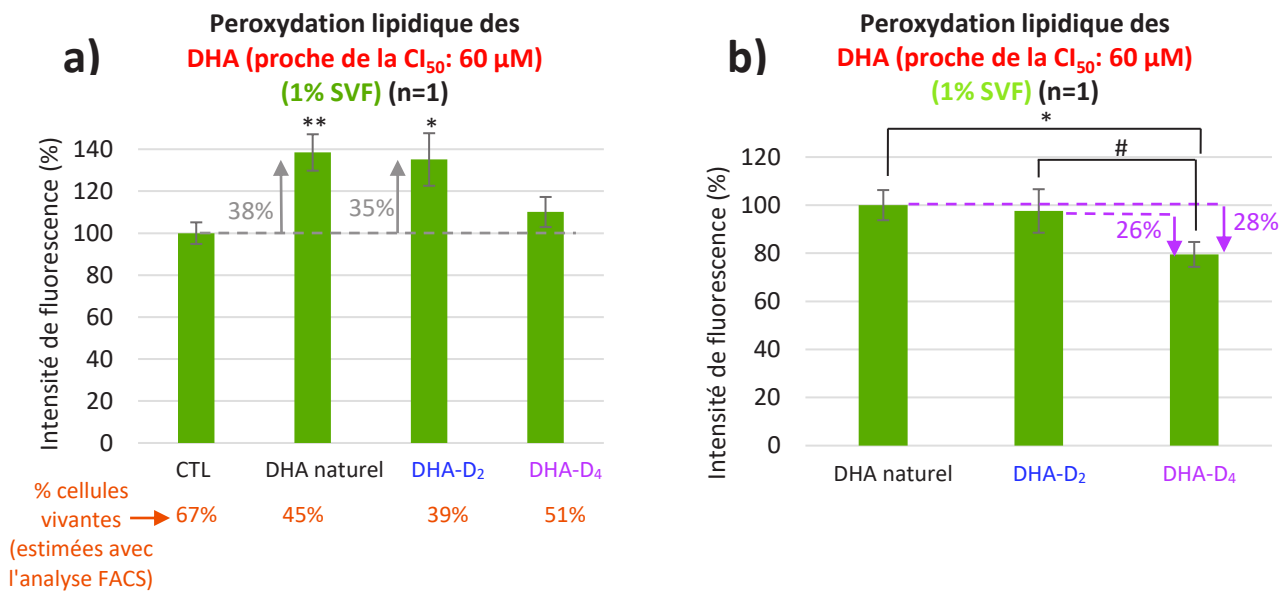 a)
Peroxydation lipidique des
DHA (proche de la CI50: 60 µM)
(1% SVF) (n=1)
Intensité de fluorescence (%)
140
120
100
80
60
40
20
0
**
*
38%
35%
CTL
DHA naturel
DHA-D2
DHA-D4
% cellules
vivantes
(estimées avec
l'analyse FACS)
67%
45%
39%
51%
b)
Peroxydation lipidique des
DHA (proche de la CI50: 60 µM)
(1% SVF) (n=1)
Intensité de fluorescence (%)
120
100
80
60
40
20
0
*
#
26%
28%
DHA naturel
DHA-D2
DHA-D4